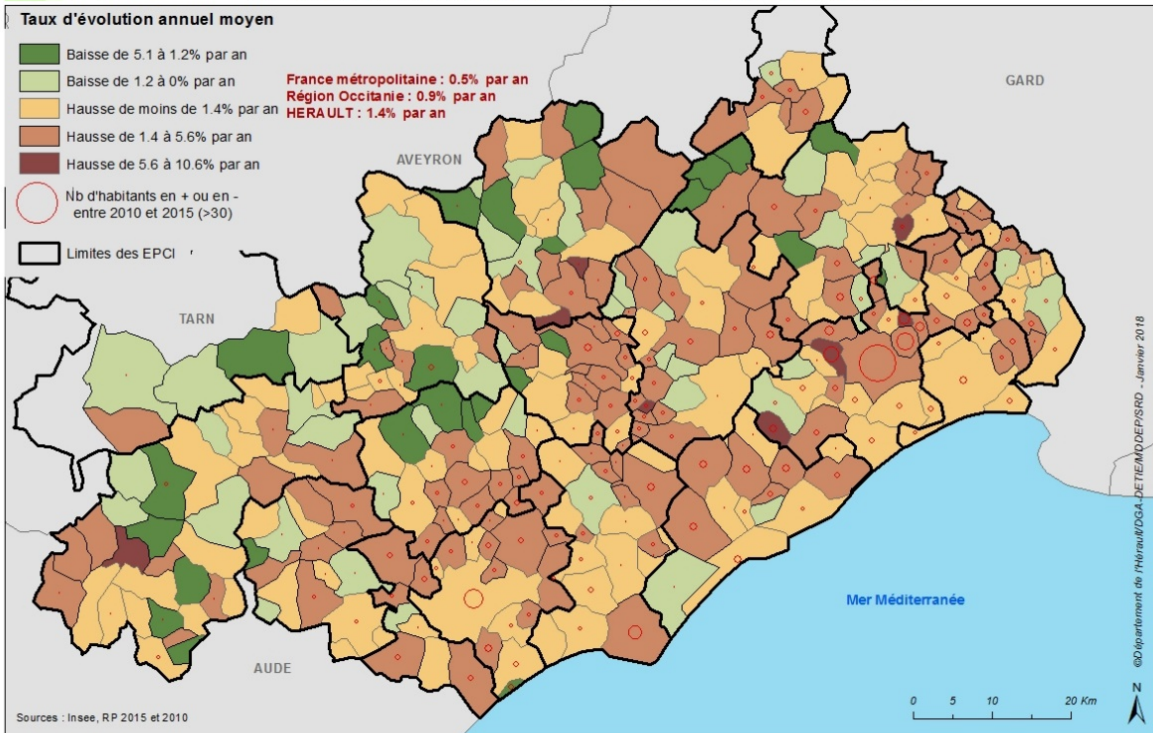 Taux d'évolution annuel moyen
Baisse de 5.1 à 1.2% par an
Baisse de 1.2 à 0% par an
Hausse de moins de 1.4% par an
Hausse de 1.4 à 5.6% par an
Hausse de 5.6 à 10.6% par an
Nb d'habitants en + ou en -
entre 2010 et 2015 (>30)
Limites des EPCI
France métropolitaine : 0.5% par an
Région Occitanie : 0.9% par an
HERAULT : 1.4% par an
GARD
AVEYRON
TARN
AUDE
Mer Méditerranée
©Département de l'Hérault/DGA-DETIE/MDDEP/SRD - Janvier 2018
N
0 5 10 20 Km
Sources : Insee, RP 2015 et 2010